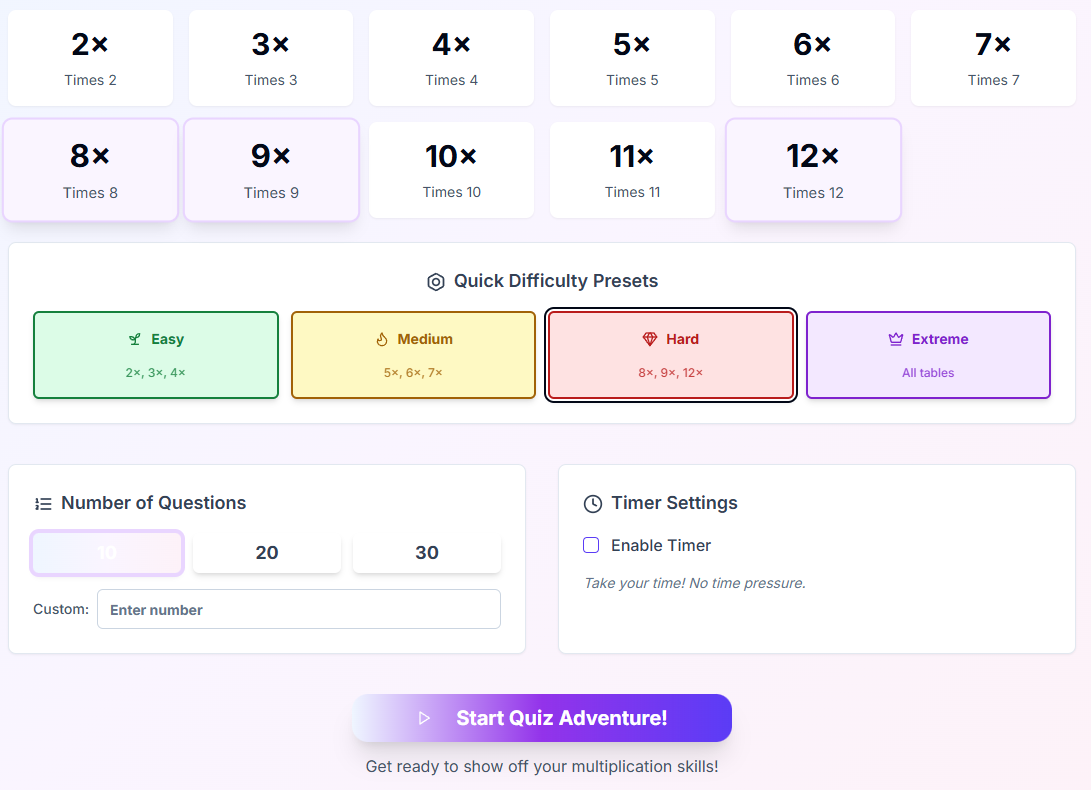 2×
3×
4×
5×
6×
7×
Times 2
Times 3
Times 4
Times 5
Times 6
Times 7
8×
9×
10×
11×
12×
Times 8
Times 9
Times 10
Times 11
Times 12
Quick Difficulty Presets
Easy
2×, 3×, 4×
Medium
5×, 6×, 7×
Hard
8×, 9×, 12×
Extreme
All tables
Number of Questions
10
20
30
Custom:
Enter number
Timer Settings
Enable Timer
Take your time! No time pressure.
Start Quiz Adventure!
Get ready to show off your multiplication skills!